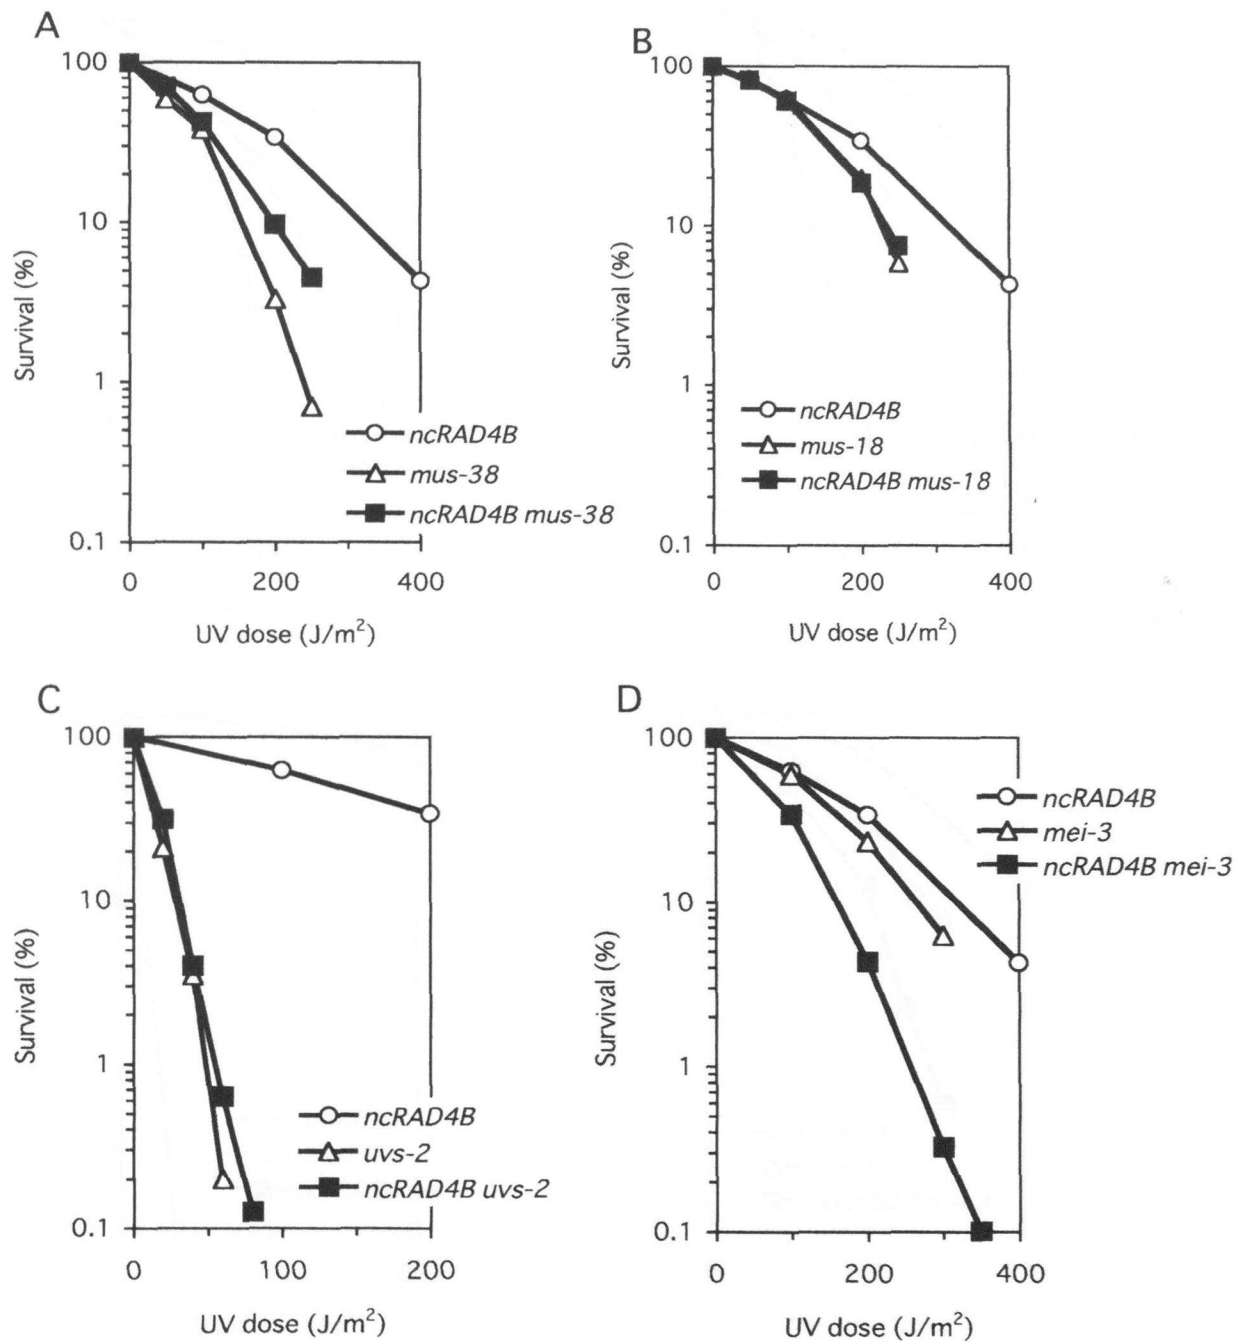 A
100
10
1
0.1
Survival (%)
0 200 400
UV dose (J/m²)
ncRAD4B
mus-38
ncRAD4B mus-38
B
100
10
1
0.1
Survival (%)
0 200 400
UV dose (J/m²)
ncRAD4B
mus-18
ncRAD4B mus-18
C
100
10
1
0.1
Survival (%)
0 100 200
UV dose (J/m²)
ncRAD4B
uvs-2
ncRAD4B uvs-2
D
100
10
1
0.1
Survival (%)
0 200 400
UV dose (J/m²)
ncRAD4B
mei-3
ncRAD4B mei-3